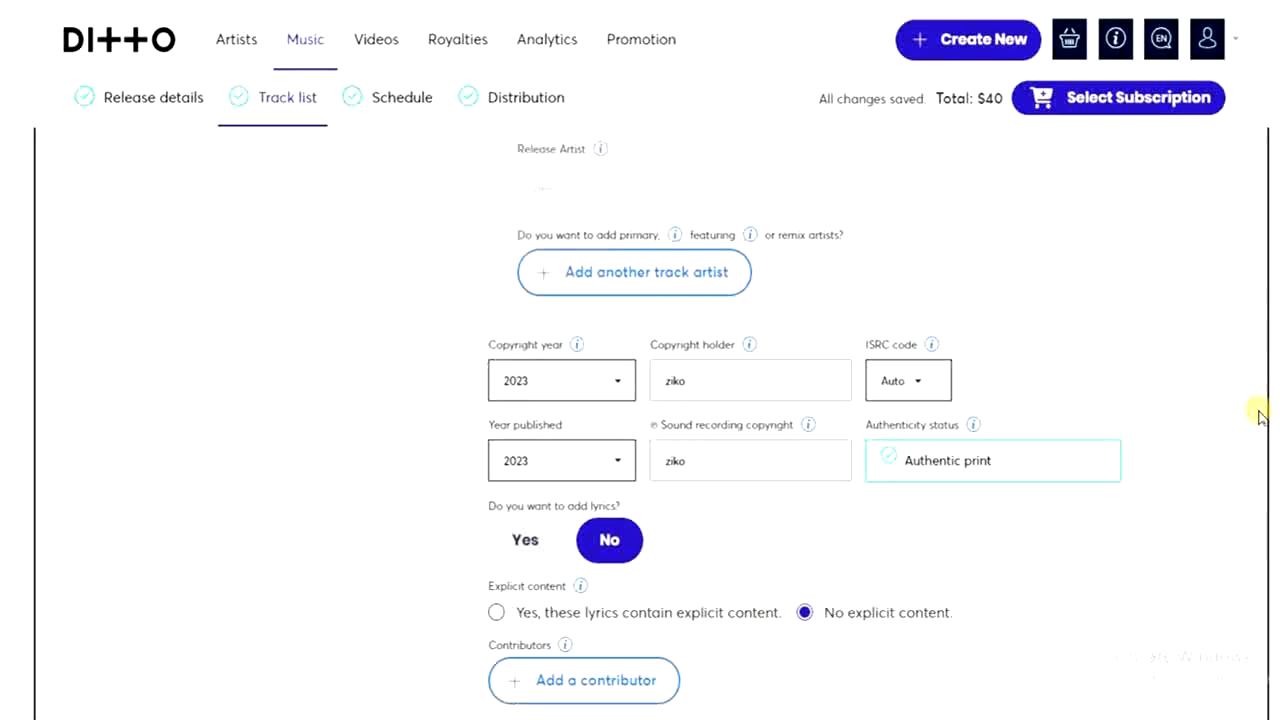 DI++O Artists Music Videos Royalties Analytics Promotion + Create New EN
Release details Track list Schedule Distribution All changes saved. Total: $40 Select Subscription
Release Artist i
Do you want to add primary, i featuring i or remix artists?
+ Add another track artist
Copyright year i Copyright holder i ISRC code i
2023 ziko Auto
Year published ℗ Sound recording copyright i Authenticity status i
2023 ziko Authentic print
Do you want to add lyrics?
Yes No
Explicit content i
Yes, these lyrics contain explicit content. No explicit content.
Contributors i
+ Add a contributor